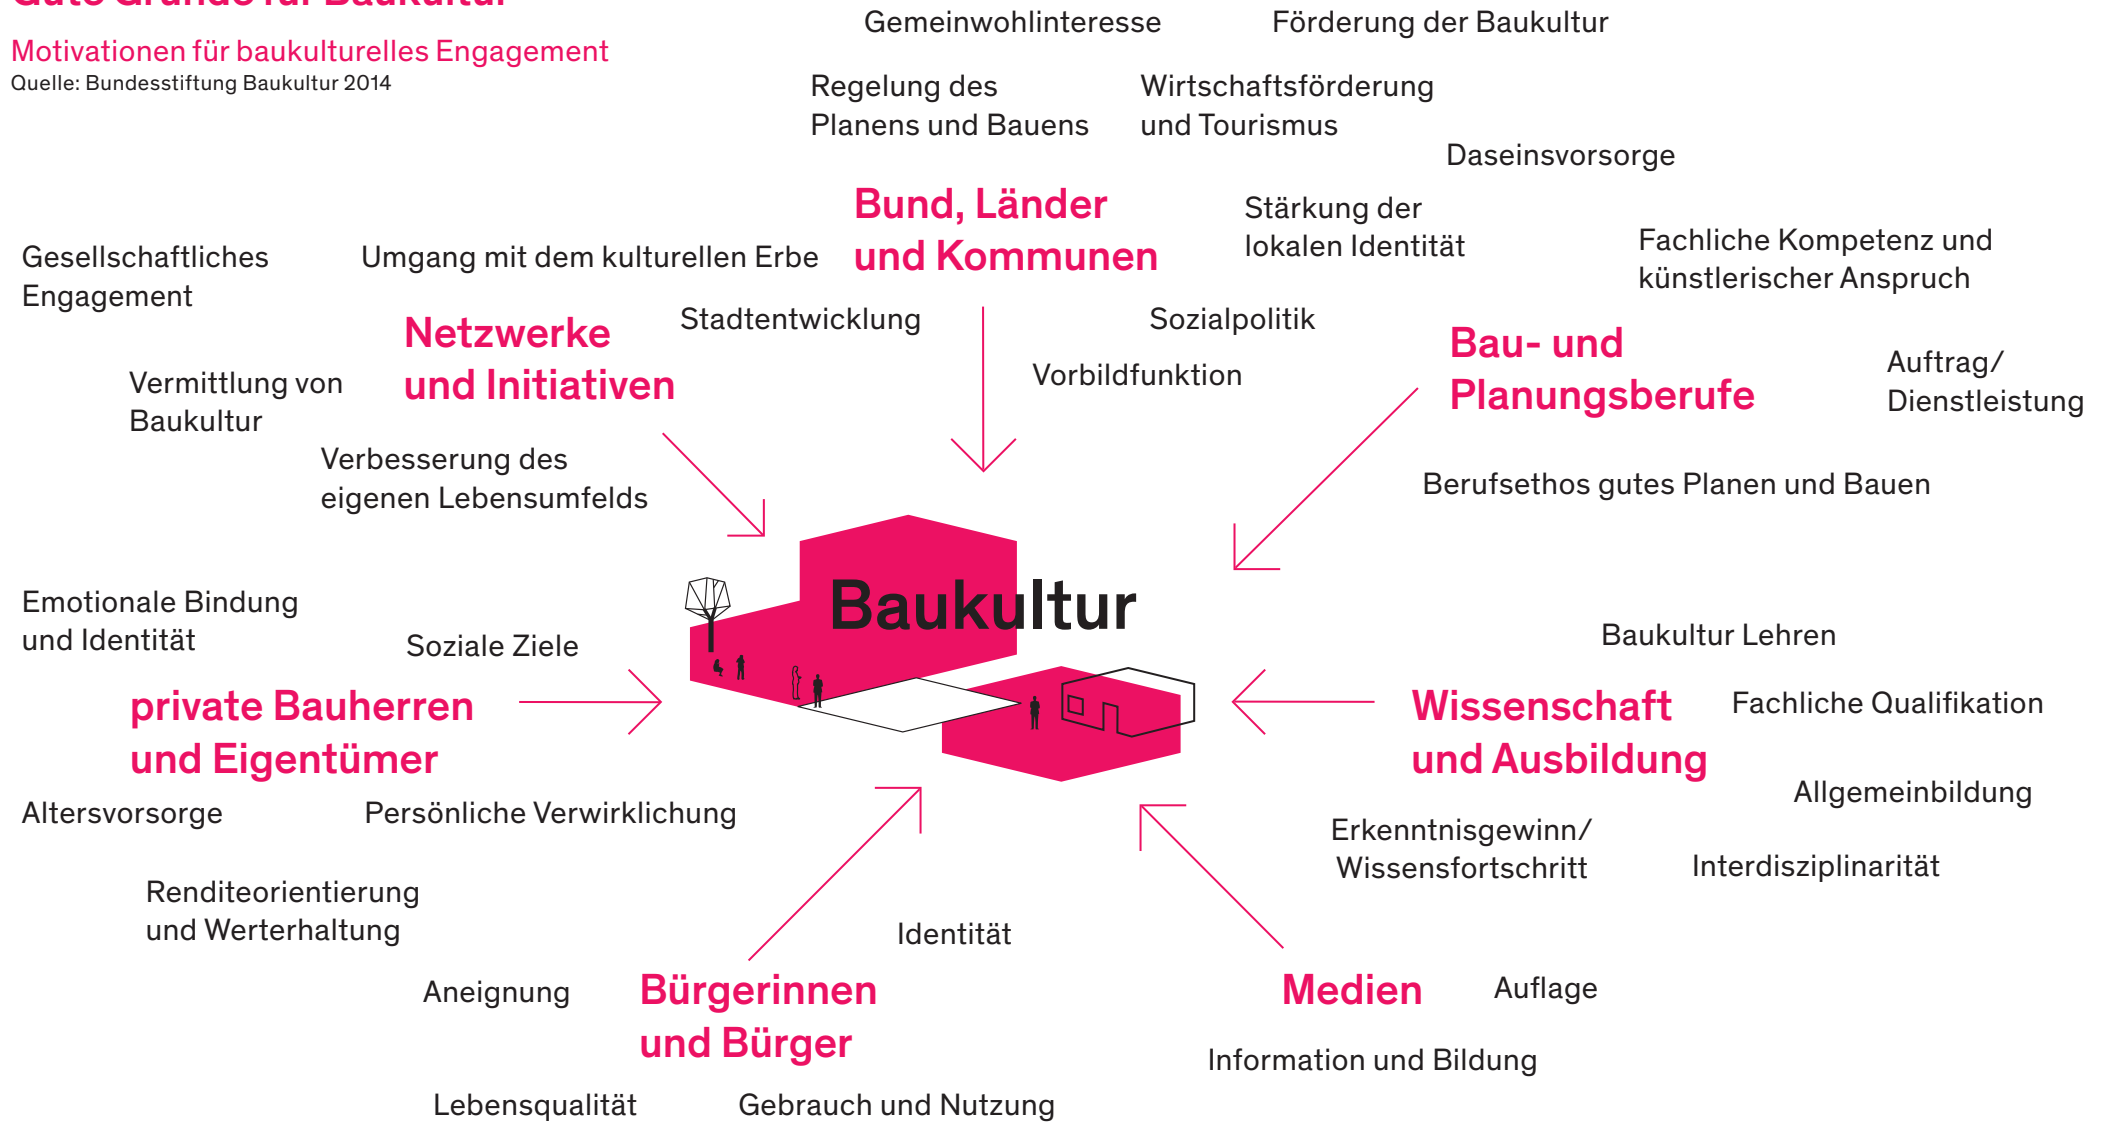 Gute Gründe für Baukultur
Motivationen für baukulturelles Engagement
Quelle: Bundesstiftung Baukultur 2014
Gemeinwohlinteresse
Förderung der Baukultur
Regelung des
Planens und Bauens
Wirtschaftsförderung
und Tourismus
Daseinsvorsorge
Bund, Länder
und Kommunen
Stärkung der
lokalen Identität
Stadtentwicklung
Sozialpolitik
Vorbildfunktion
Gesellschaftliches
Engagement
Umgang mit dem kulturellen Erbe
Netzwerke
und Initiativen
Vermittlung von
Baukultur
Verbesserung des
eigenen Lebensumfelds
Fachliche Kompetenz und
künstlerischer Anspruch
Bau- und
Planungsberufe
Auftrag/
Dienstleistung
Berufsethos gutes Planen und Bauen
Baukultur
Emotionale Bindung
und Identität
Soziale Ziele
private Bauherren
und Eigentümer
Altersvorsorge
Persönliche Verwirklichung
Renditeorientierung
und Werterhaltung
Baukultur Lehren
Wissenschaft
und Ausbildung
Fachliche Qualifikation
Allgemeinbildung
Erkenntnisgewinn/
Wissensfortschritt
Interdisziplinarität
Identität
Aneignung
Bürgerinnen
und Bürger
Lebensqualität
Gebrauch und Nutzung
Medien
Auflage
Information und Bildung